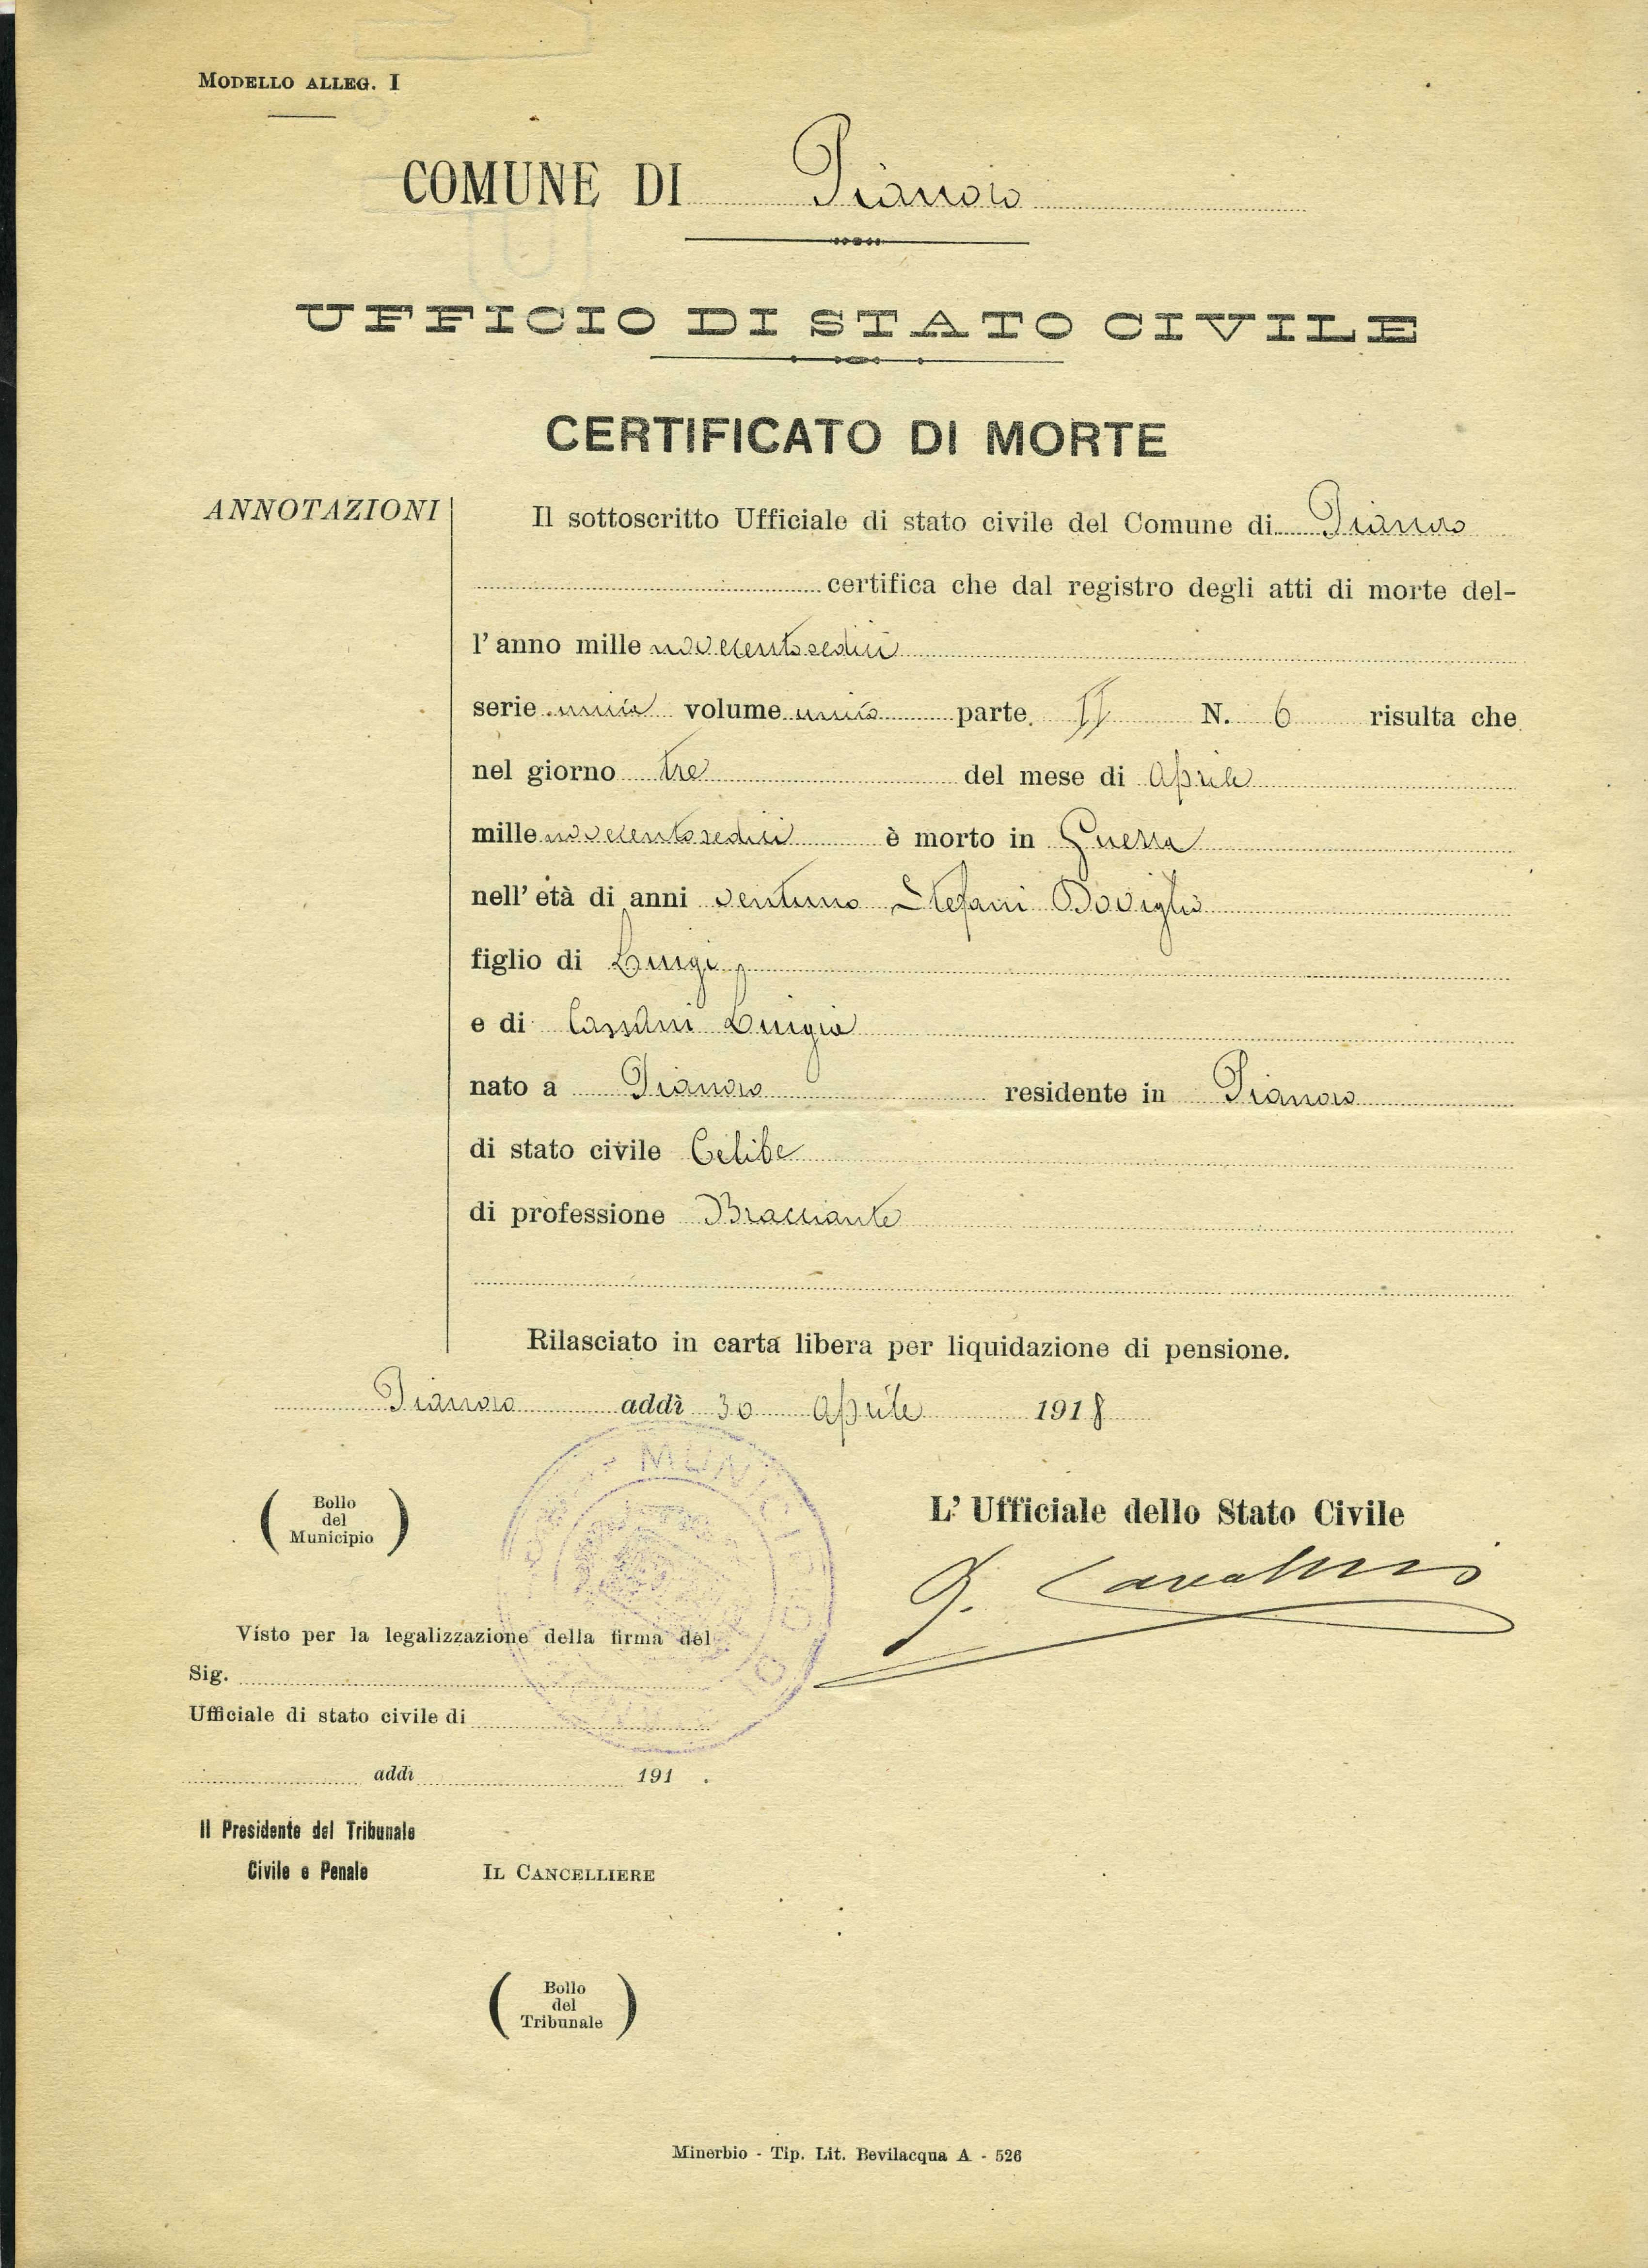 MODELLO ALLEG. I
COMUNE DI Pianoro
UFFICIO DI STATO CIVILE
CERTIFICATO DI MORTE
ANNOTAZIONI
Il sottoscritto Ufficiale di stato civile del Comune di Pianoro
certifica che dal registro degli atti di morte del-
l'anno mille novecentosedici
serie unica volume unico parte II N. 6 risulta che
nel giorno tre del mese di Aprile
mille novecentosedici è morto in Guerra
nell'età di anni ventuno Stefani Doviglio
figlio di Luigi
e di Cassani Luigia
nato a Pianoro residente in Pianoro
di stato civile Celibe
di professione Bracciante
Rilasciato in carta libera per liquidazione di pensione.
Pianoro addì 30 Aprile 1918
MUNICIPIO DI
Bollo
del
Municipio
L'Ufficiale dello Stato Civile
Visto per la legalizzazione della firma del
Sig.
Ufficiale di stato civile di
addì 191 .
Il Presidente del Tribunale
Civile e Penale IL CANCELLIERE
Bollo
del
Tribunale
Minerbio - Tip. Lit. Bevilacqua A - 526